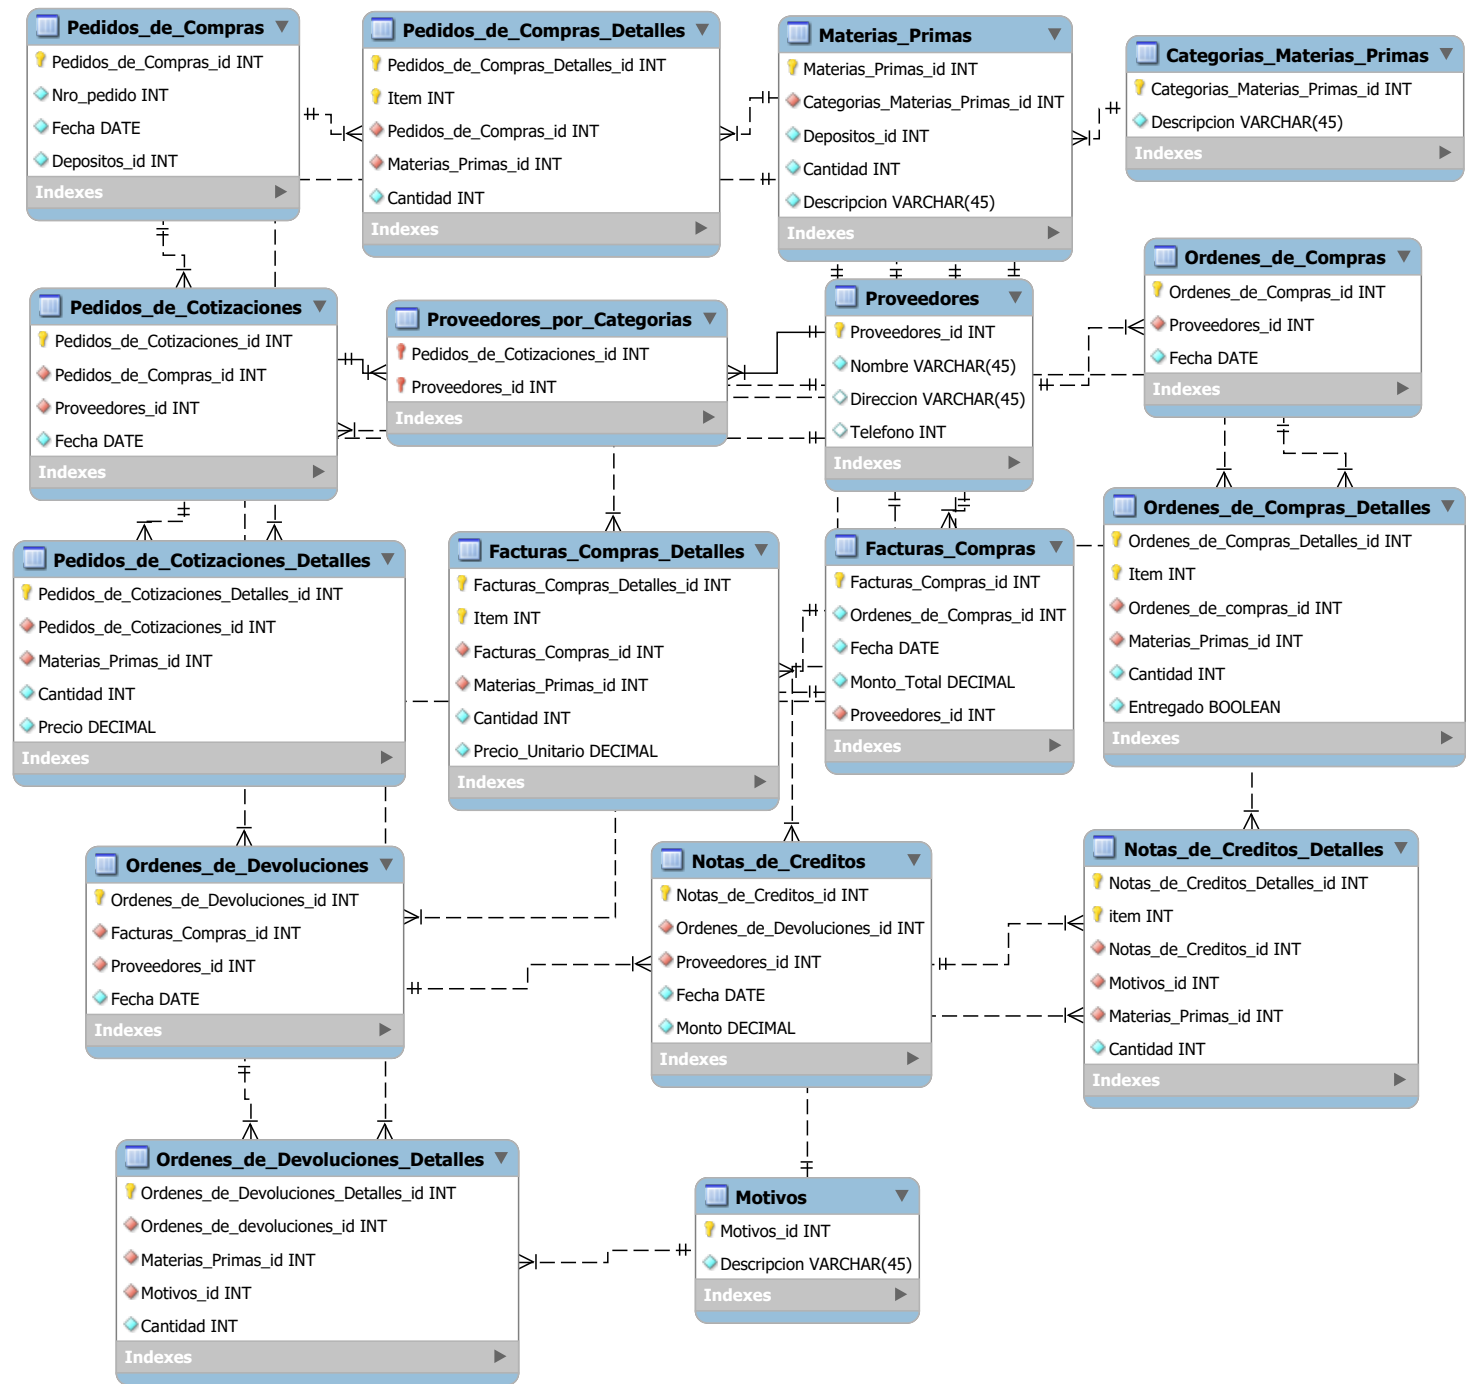 Pedidos_de_Compras
Pedidos_de_Compras_id INT
Nro_pedido INT
Fecha DATE
Depositos_id INT
Indexes
Pedidos_de_Compras_Detalles
Pedidos_de_Compras_Detalles_id INT
Item INT
Pedidos_de_Compras_id INT
Materias_Primas_id INT
Cantidad INT
Indexes
Materias_Primas
Materias_Primas_id INT
Categorias_Materias_Primas_id INT
Depositos_id INT
Cantidad INT
Descripcion VARCHAR(45)
Indexes
Categorias_Materias_Primas
Categorias_Materias_Primas_id INT
Descripcion VARCHAR(45)
Indexes
Pedidos_de_Cotizaciones
Pedidos_de_Cotizaciones_id INT
Pedidos_de_Compras_id INT
Proveedores_id INT
Fecha DATE
Indexes
Proveedores_por_Categorias
Pedidos_de_Cotizaciones_id INT
Proveedores_id INT
Indexes
Proveedores
Proveedores_id INT
Nombre VARCHAR(45)
Direccion VARCHAR(45)
Telefono INT
Indexes
Ordenes_de_Compras
Ordenes_de_Compras_id INT
Proveedores_id INT
Fecha DATE
Indexes
Pedidos_de_Cotizaciones_Detalles
Pedidos_de_Cotizaciones_Detalles_id INT
Pedidos_de_Cotizaciones_id INT
Materias_Primas_id INT
Cantidad INT
Precio DECIMAL
Indexes
Facturas_Compras_Detalles
Facturas_Compras_Detalles_id INT
Item INT
Facturas_Compras_id INT
Materias_Primas_id INT
Cantidad INT
Precio_Unitario DECIMAL
Indexes
Facturas_Compras
Facturas_Compras_id INT
Ordenes_de_Compras_id INT
Fecha DATE
Monto_Total DECIMAL
Proveedores_id INT
Indexes
Ordenes_de_Compras_Detalles
Ordenes_de_Compras_Detalles_id INT
Item INT
Ordenes_de_compras_id INT
Materias_Primas_id INT
Cantidad INT
Entregado BOOLEAN
Indexes
Ordenes_de_Devoluciones
Ordenes_de_Devoluciones_id INT
Facturas_Compras_id INT
Proveedores_id INT
Fecha DATE
Indexes
Notas_de_Creditos
Notas_de_Creditos_id INT
Ordenes_de_Devoluciones_id INT
Proveedores_id INT
Fecha DATE
Monto DECIMAL
Indexes
Notas_de_Creditos_Detalles
Notas_de_Creditos_Detalles_id INT
item INT
Notas_de_Creditos_id INT
Motivos_id INT
Materias_Primas_id INT
Cantidad INT
Indexes
Ordenes_de_Devoluciones_Detalles
Ordenes_de_Devoluciones_Detalles_id INT
Ordenes_de_devoluciones_id INT
Materias_Primas_id INT
Motivos_id INT
Cantidad INT
Indexes
Motivos
Motivos_id INT
Descripcion VARCHAR(45)
Indexes